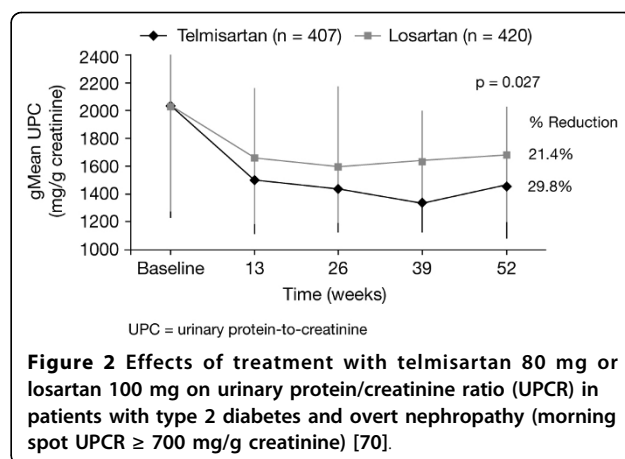 Telmisartan (n = 407) Losartan (n = 420)
2400
2200
2000
1800
1600
1400
1200
1000
gMean UPC
(mg/g creatinine)
p = 0.027
% Reduction
21.4%
29.8%
Baseline 13 26 39 52
Time (weeks)
UPC = urinary protein-to-creatinine
Figure 2 Effects of treatment with telmisartan 80 mg or
losartan 100 mg on urinary protein/creatinine ratio (UPCR) in
patients with type 2 diabetes and overt nephropathy (morning
spot UPCR ≥ 700 mg/g creatinine) [70].